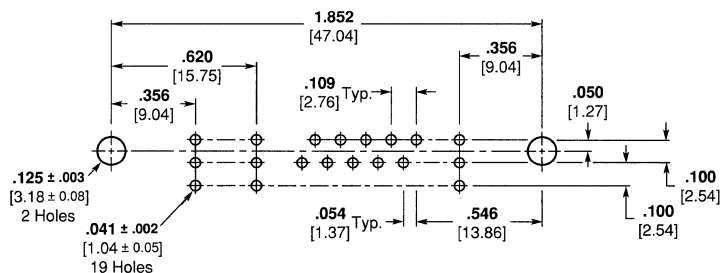 1.852
[47.04]
.620
[15.75]
.356
[9.04]
.356
[9.04]
.109
[2.76] Typ.
.050
[1.27]
.125 ± .003
[3.18 ± 0.08]
2 Holes
.041 ± .002
[1.04 ± 0.05]
19 Holes
.054
[1.37] Typ.
.546
[13.86]
.100
[2.54]
.100
[2.54]